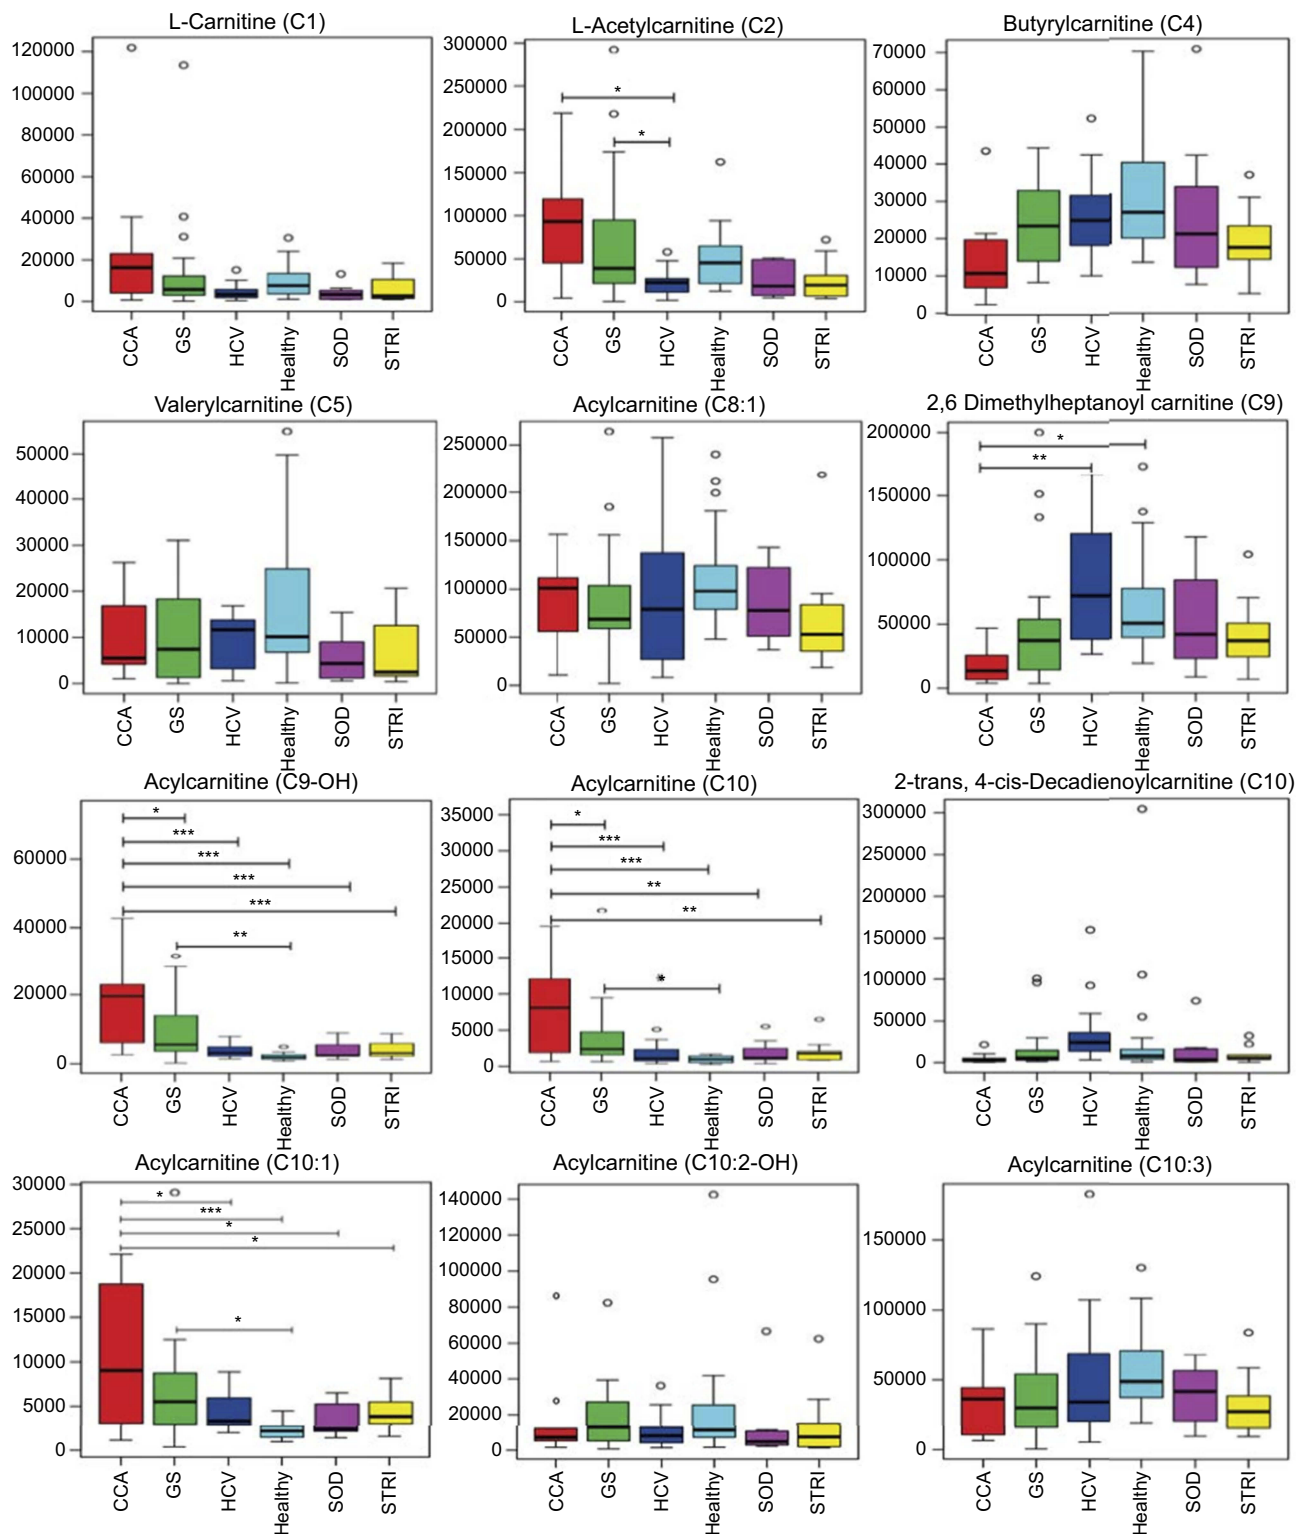 L-Carnitine (C1)
120000
100000
80000
60000
40000
20000
0
CCA
GS
HCV
Healthy
SOD
STRI
L-Acetylcarnitine (C2)
300000
250000
200000
150000
100000
50000
0
*
*
CCA
GS
HCV
Healthy
SOD
STRI
Butyrylcarnitine (C4)
70000
60000
50000
40000
30000
20000
10000
0
CCA
GS
HCV
Healthy
SOD
STRI
Valerylcarnitine (C5)
50000
40000
30000
20000
10000
0
CCA
GS
HCV
Healthy
SOD
STRI
Acylcarnitine (C8:1)
250000
200000
150000
100000
50000
0
CCA
GS
HCV
Healthy
SOD
STRI
2,6 Dimethylheptanoyl carnitine (C9)
200000
150000
100000
50000
0
*
**
CCA
GS
HCV
Healthy
SOD
STRI
Acylcarnitine (C9-OH)
60000
40000
20000
0
*
***
***
***
***
**
CCA
GS
HCV
Healthy
SOD
STRI
Acylcarnitine (C10)
35000
30000
25000
20000
15000
10000
5000
0
*
***
***
**
**
*
CCA
GS
HCV
Healthy
SOD
STRI
2-trans, 4-cis-Decadienoylcarnitine (C10)
300000
250000
200000
150000
100000
50000
0
CCA
GS
HCV
Healthy
SOD
STRI
Acylcarnitine (C10:1)
30000
25000
20000
15000
10000
5000
0
*
***
*
*
*
CCA
GS
HCV
Healthy
SOD
STRI
Acylcarnitine (C10:2-OH)
140000
120000
100000
80000
60000
40000
20000
0
CCA
GS
HCV
Healthy
SOD
STRI
Acylcarnitine (C10:3)
150000
100000
50000
0
CCA
GS
HCV
Healthy
SOD
STRI